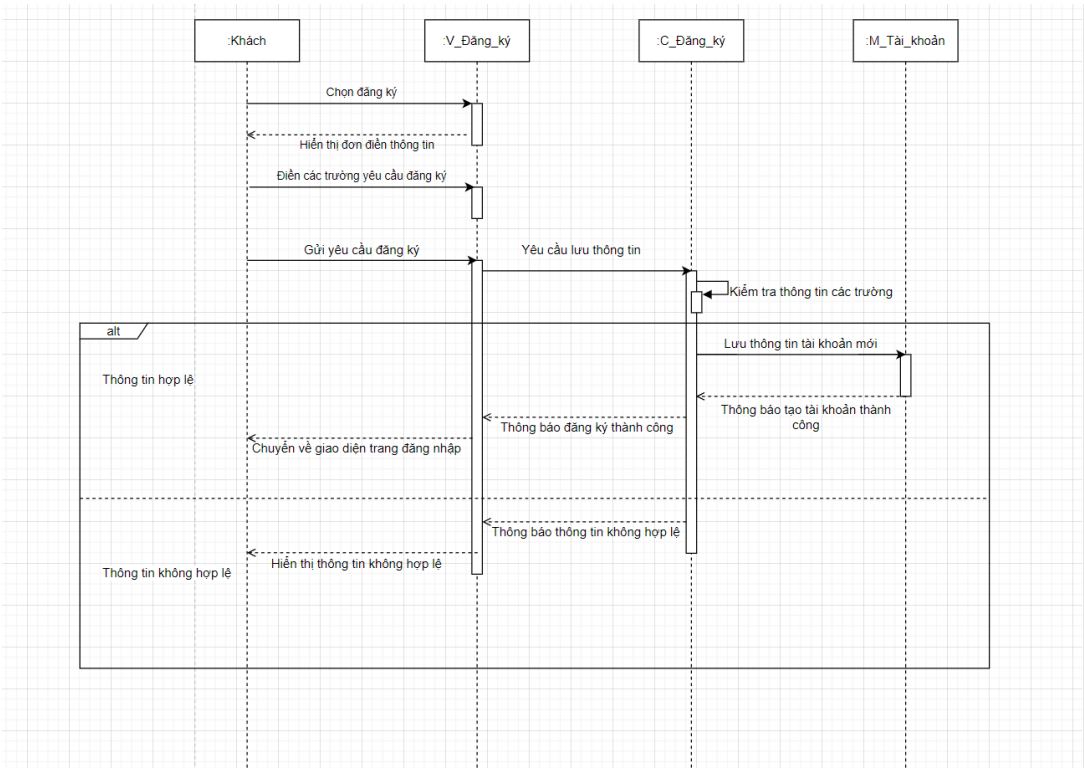 :Khách
:V_Đăng_ký
:C_Đăng_ký
:M_Tài_khoản
Chọn đăng ký
Hiển thị đơn điền thông tin
Điền các trường yêu cầu đăng ký
Gửi yêu cầu đăng ký
Yêu cầu lưu thông tin
Kiểm tra thông tin các trường
alt
Lưu thông tin tài khoản mới
Thông tin hợp lệ
Thông báo tạo tài khoản thành
công
Thông báo đăng ký thành công
Chuyển về giao diện trang đăng nhập
Thông báo thông tin không hợp lệ
Hiển thị thông tin không hợp lệ
Thông tin không hợp lệ